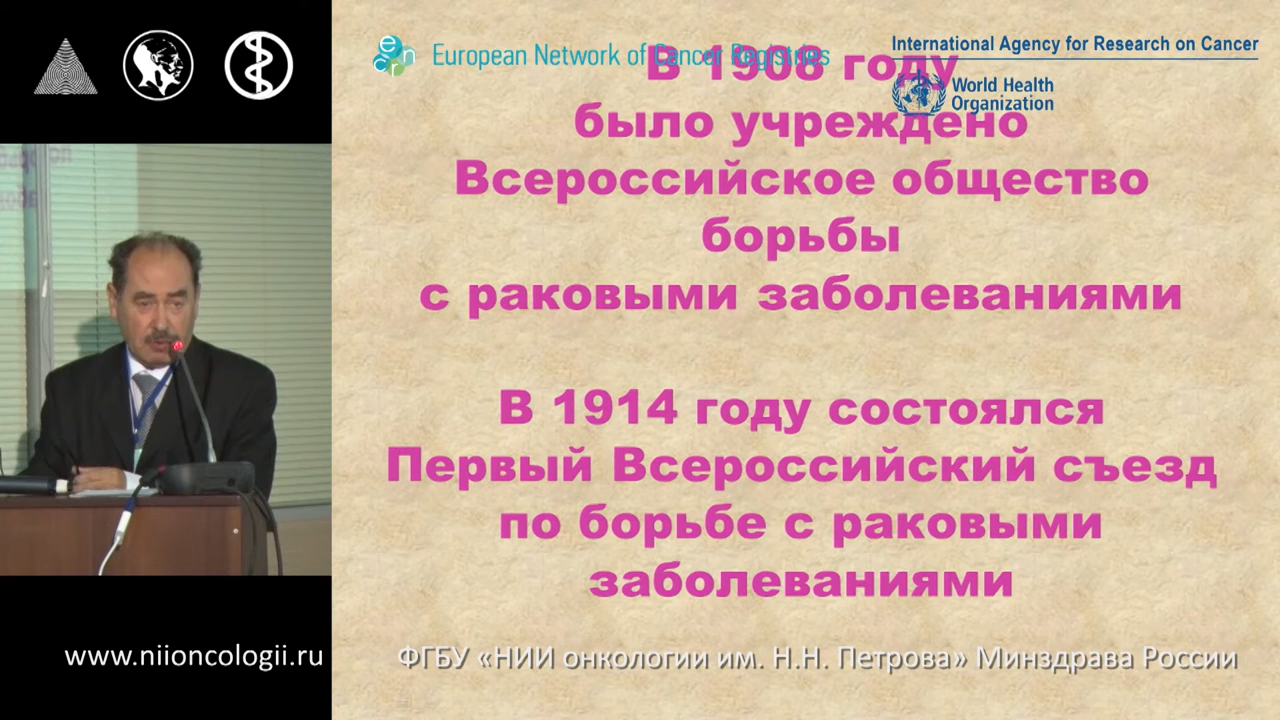 European Network of Cancer Registries
International Agency for Research on Cancer
World Health
Organization
В 1908 году
было учреждено
Всероссийское общество
борьбы
с раковыми заболеваниями
В 1914 году состоялся
Первый Всероссийский съезд
по борьбе с раковыми
заболеваниями
www.niioncologii.ru
ФГБУ «НИИ онкологии им. Н.Н. Петрова» Минздрава России